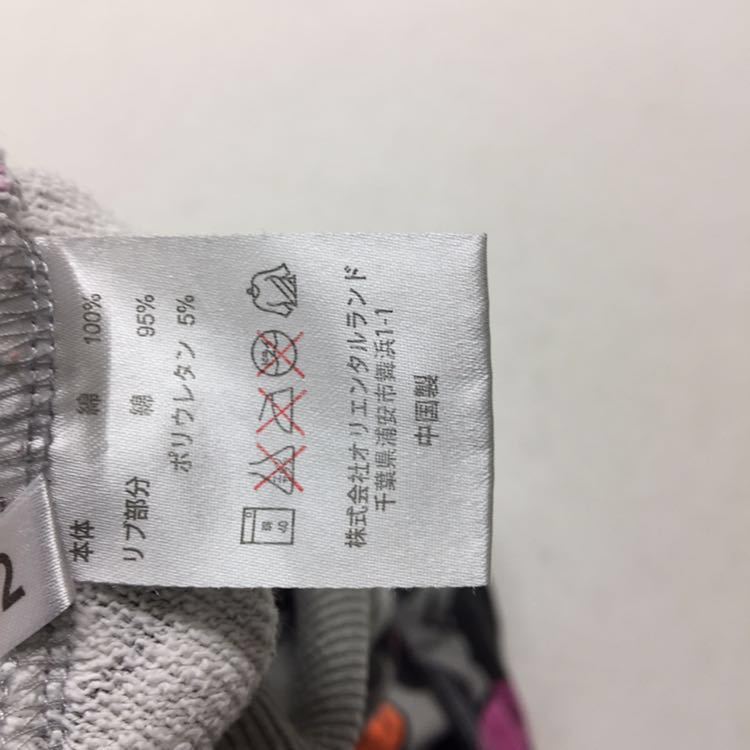 本体 綿 100%
リブ部分 綿 95%
ポリウレタン 5%
40
株式会社オリエンタルランド
千葉県浦安市舞浜1-1
中国製
2